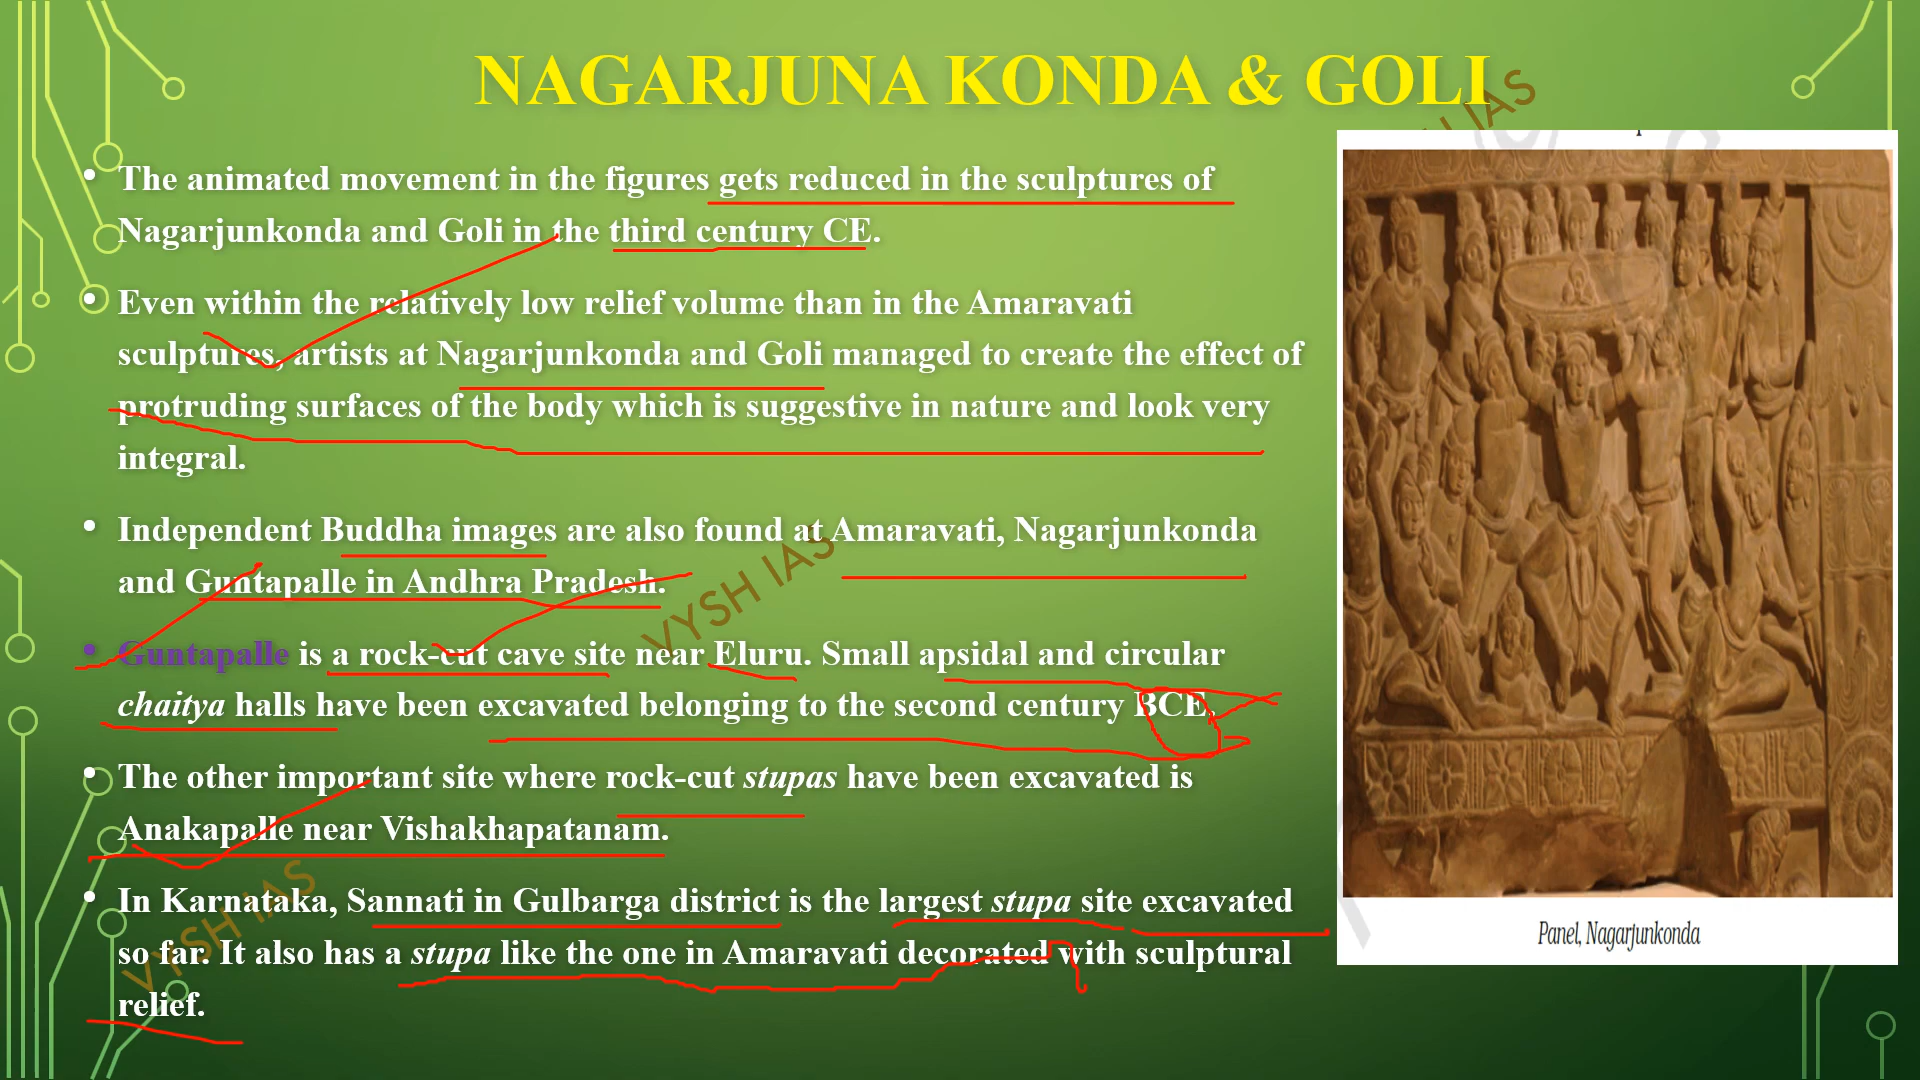 NAGARJUNA KONDA & GOLI
• The animated movement in the figures gets reduced in the sculptures of
Nagarjunkonda and Goli in the third century CE.
• Even within the relatively low relief volume than in the Amaravati
sculptures, artists at Nagarjunkonda and Goli managed to create the effect of
protruding surfaces of the body which is suggestive in nature and look very
integral.
• Independent Buddha images are also found at Amaravati, Nagarjunkonda
and Guntapalle in Andhra Pradesh.
• Guntapalle is a rock-cut cave site near Eluru. Small apsidal and circular
chaitya halls have been excavated belonging to the second century BCE.
• The other important site where rock-cut stupas have been excavated is
Anakapalle near Vishakhapatanam.
• In Karnataka, Sannati in Gulbarga district is the largest stupa site excavated
so far. It also has a stupa like the one in Amaravati decorated with sculptural
relief.
Panel, Nagarjunkonda
H IAS
VYSH IAS
VYSH IAS